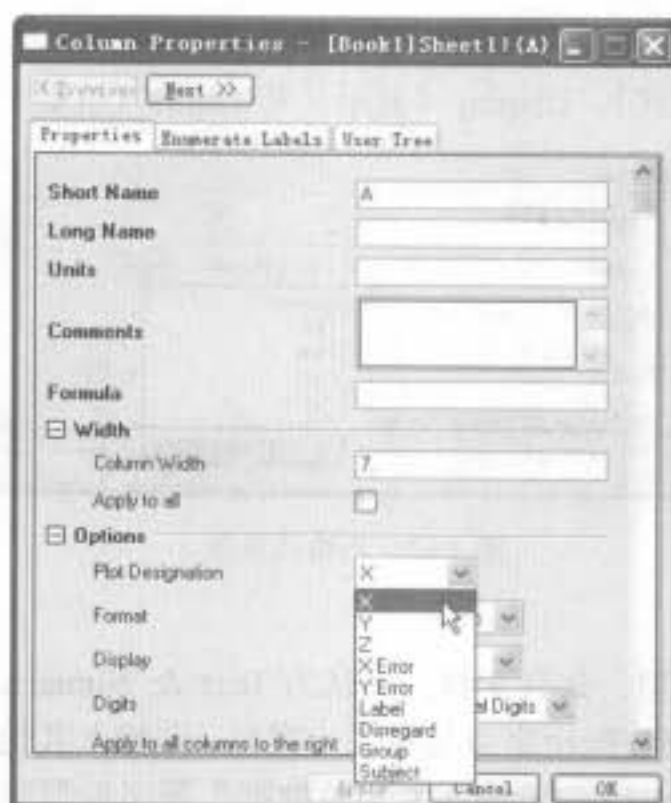 Column Properties - [Book1]Sheet1!(A)
<< Previous Next >>
Properties Enumerate Labels User Tree
Short Name A
Long Name
Units
Comments
Formula
Width
Column Width 7
Apply to all
Options
Plot Designation X
X
Format
Y
Z
Display
X Error
Y Error
Digits al Digits
Label
Disregard
Apply to all columns to the right
Group
Subject
Cancel OK